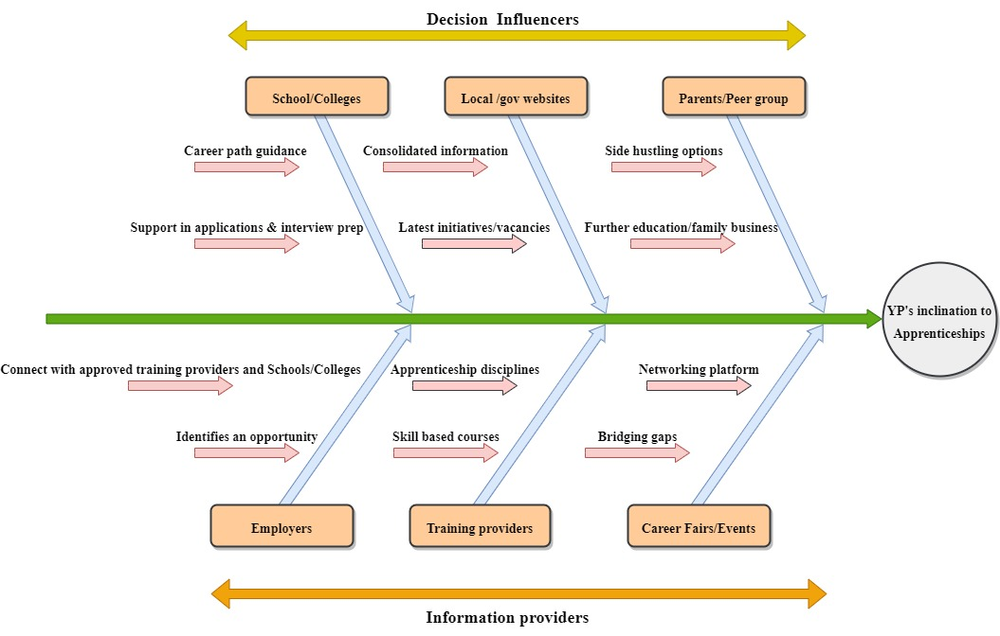 Decision Influencers
School/Colleges
Local /gov websites
Parents/Peer group
Career path guidance
Consolidated information
Side hustling options
Support in applications & interview prep
Latest initiatives/vacancies
Further education/family business
YP's inclination to
Apprenticeships
Connect with approved training providers and Schools/Colleges
Apprenticeship disciplines
Networking platform
Identifies an opportunity
Skill based courses
Bridging gaps
Employers
Training providers
Career Fairs/Events
Information providers